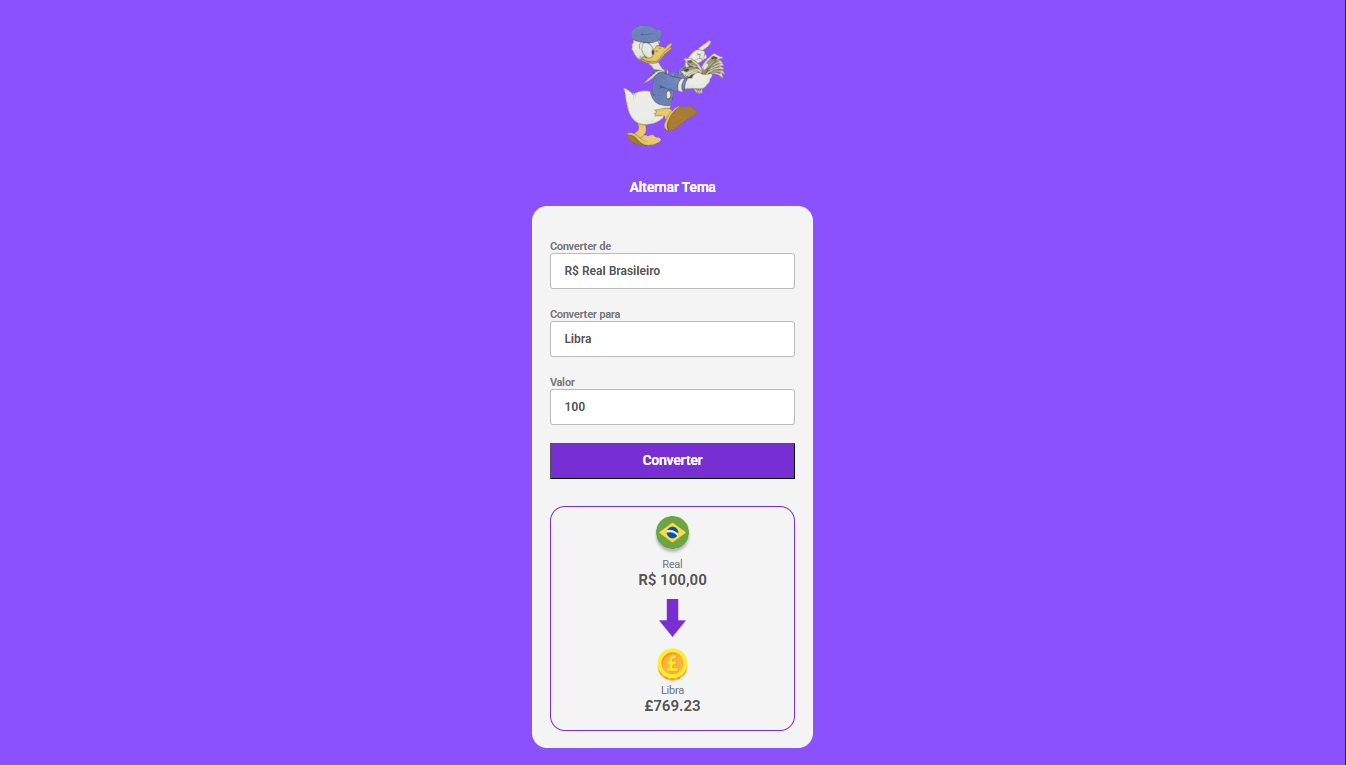 Alternar Tema
Converter de
R$ Real Brasileiro
Converter para
Libra
Valor
100
Converter
Real
R$ 100,00
£
Libra
£769.23